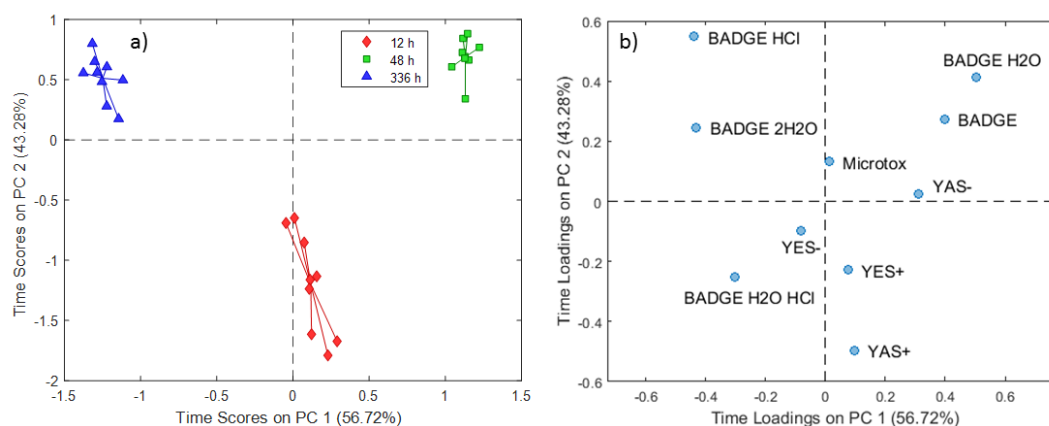 a)
12 h
48 h
336 h
Time Scores on PC 2 (43.28%)
1
0.5
0
-0.5
-1
-1.5
-2
-1.5
-1
-0.5
0
0.5
1
1.5
Time Scores on PC 1 (56.72%)
b)
BADGE HCl
BADGE H2O
BADGE
BADGE 2H2O
Microtox
YAS-
YES-
YES+
BADGE H2O HCl
YAS+
Time Loadings on PC 2 (43.28%)
0.6
0.4
0.2
0
-0.2
-0.4
-0.6
-0.6
-0.4
-0.2
0
0.2
0.4
0.6
Time Loadings on PC 1 (56.72%)